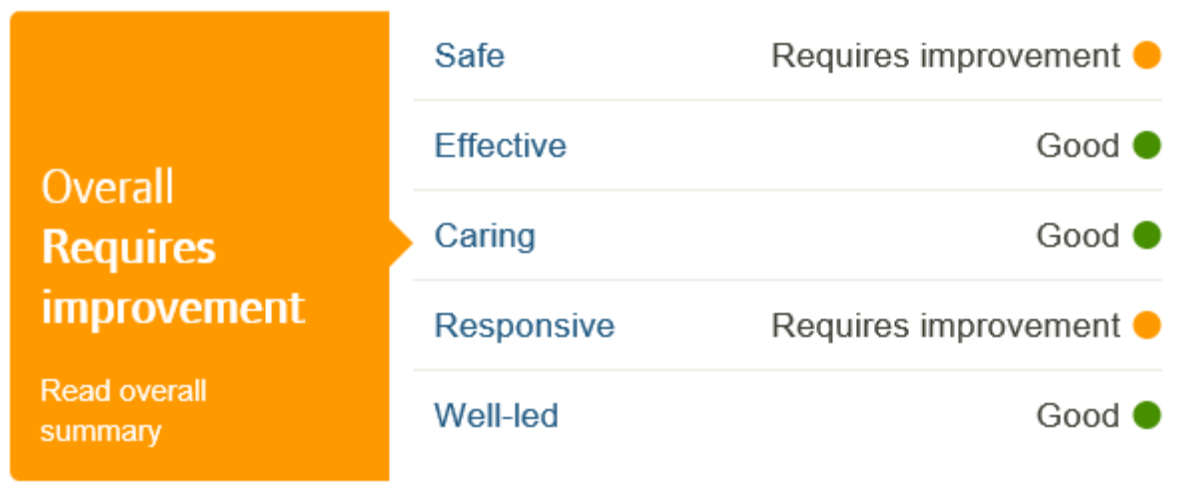 Overall
Requires
improvement
Read overall
summary
Safe Requires improvement
Effective Good
Caring Good
Responsive Requires improvement
Well-led Good